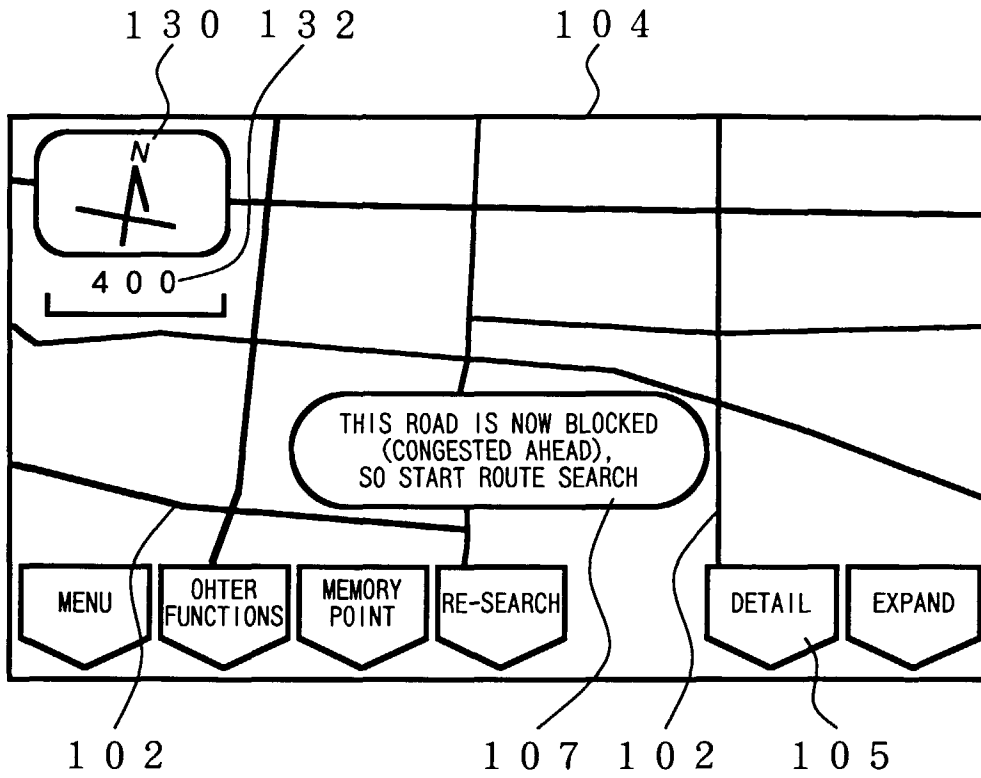 130 132 104
N
400
THIS ROAD IS NOW BLOCKED
(CONGESTED AHEAD),
SO START ROUTE SEARCH
MENU
OHTER
FUNCTIONS
MEMORY
POINT
RE-SEARCH
DETAIL
EXPAND
102 107 102 105